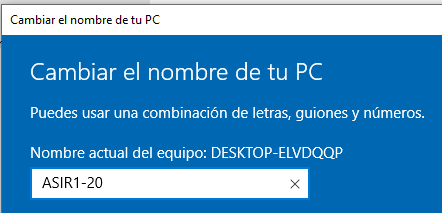 Cambiar el nombre de tu PC
Cambiar el nombre de tu PC
Puedes usar una combinación de letras, guiones y números.
Nombre actual del equipo: DESKTOP-ELVDQQP
ASIR1-20